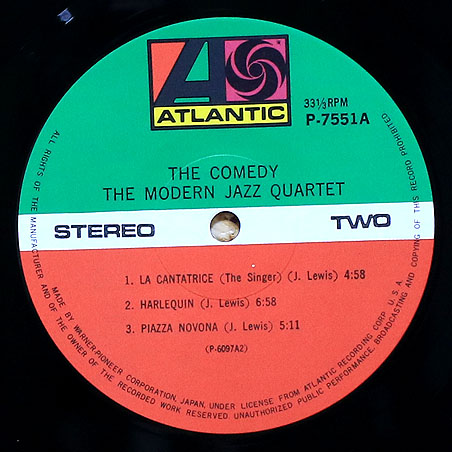 ATLANTIC
33⅓RPM
P-7551A
THE COMEDY
THE MODERN JAZZ QUARTET
STEREO
TWO
1. LA CANTATRICE (The Singer) (J. Lewis) 4:58
2. HARLEQUIN (J. Lewis) 6:58
3. PIAZZA NOVONA (J. Lewis) 5:11
(P-6097A2)
MADE BY WARNER-PIONEER CORPORATION, JAPAN, UNDER LICENSE FROM ATLANTIC RECORDING CORP. U.S.A.
ALL RIGHTS OF THE MANUFACTURER AND OF THE OWNER OF THE RECORDED WORK RESERVED UNAUTHORIZED PUBLIC PERFORMANCE BROADCASTING AND COPYING OF THIS RECORD PROHIBITED